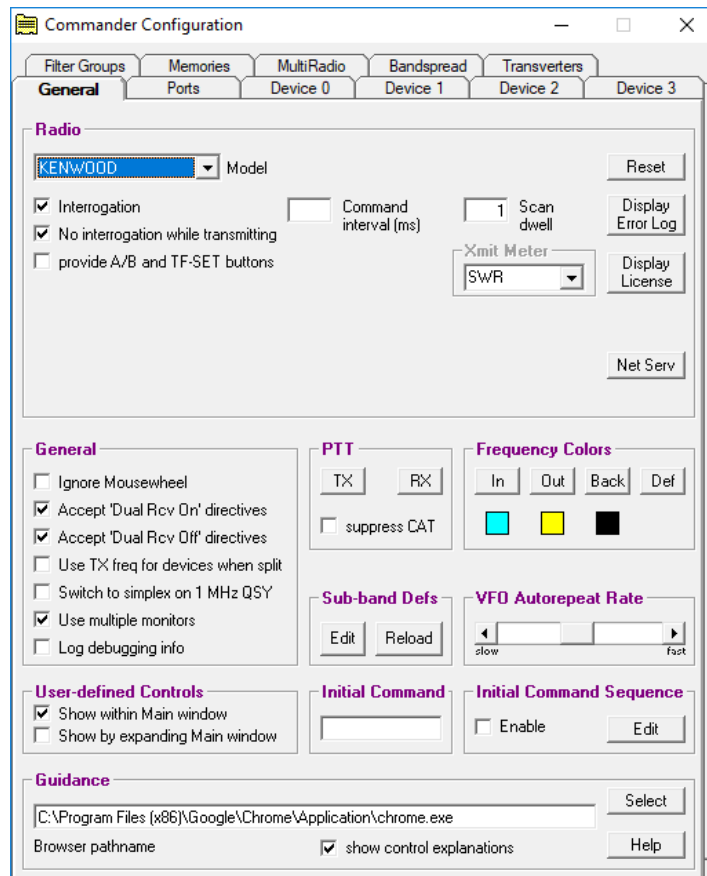 Commander Configuration
Filter Groups Memories MultiRadio Bandspread Transverters
General Ports Device 0 Device 1 Device 2 Device 3
Radio
KENWOOD Model Reset
Interrogation
Command interval (ms)
1 Scan dwell
Display Error Log
No interrogation while transmitting
provide A/B and TF-SET buttons
Xmit Meter
SWR
Display License
Net Serv
General
Ignore Mousewheel
Accept 'Dual Rcv On' directives
Accept 'Dual Rcv Off' directives
Use TX freq for devices when split
Switch to simplex on 1 MHz QSY
Use multiple monitors
Log debugging info
PTT
TX RX
suppress CAT
Frequency Colors
In Out Back Def
Sub-band Defs
Edit Reload
VFO Autorepeat Rate
slow fast
User-defined Controls
Show within Main window
Show by expanding Main window
Initial Command
Initial Command Sequence
Enable Edit
Guidance
C:\Program Files (x86)\Google\Chrome\Application\chrome.exe Select
Browser pathname show control explanations Help